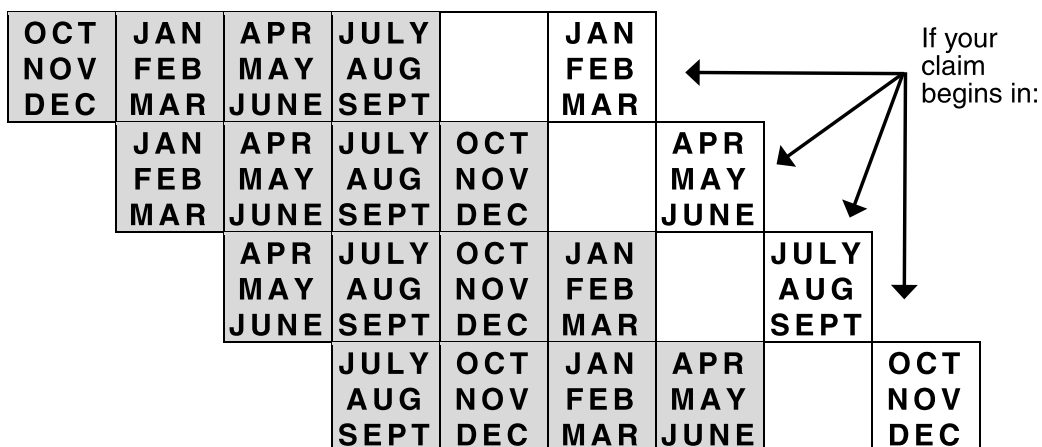 OCT JAN APR JULY JAN
NOV FEB MAY AUG FEB
DEC MAR JUNE SEPT MAR
If your
claim
begins in:
JAN APR JULY OCT APR
FEB MAY AUG NOV MAY
MAR JUNE SEPT DEC JUNE
APR JULY OCT JAN JULY
MAY AUG NOV FEB AUG
JUNE SEPT DEC MAR SEPT
JULY OCT JAN APR OCT
AUG NOV FEB MAY NOV
SEPT DEC MAR JUNE DEC